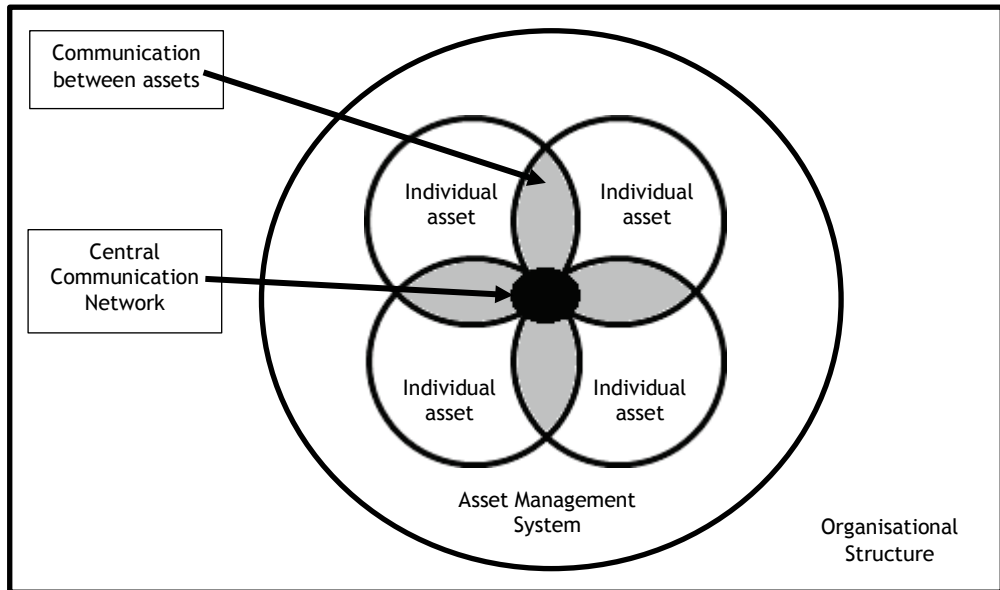 Communication
between assets
Individual
asset
Individual
asset
Central
Communication
Network
Individual
asset
Individual
asset
Asset Management
System
Organisational
Structure